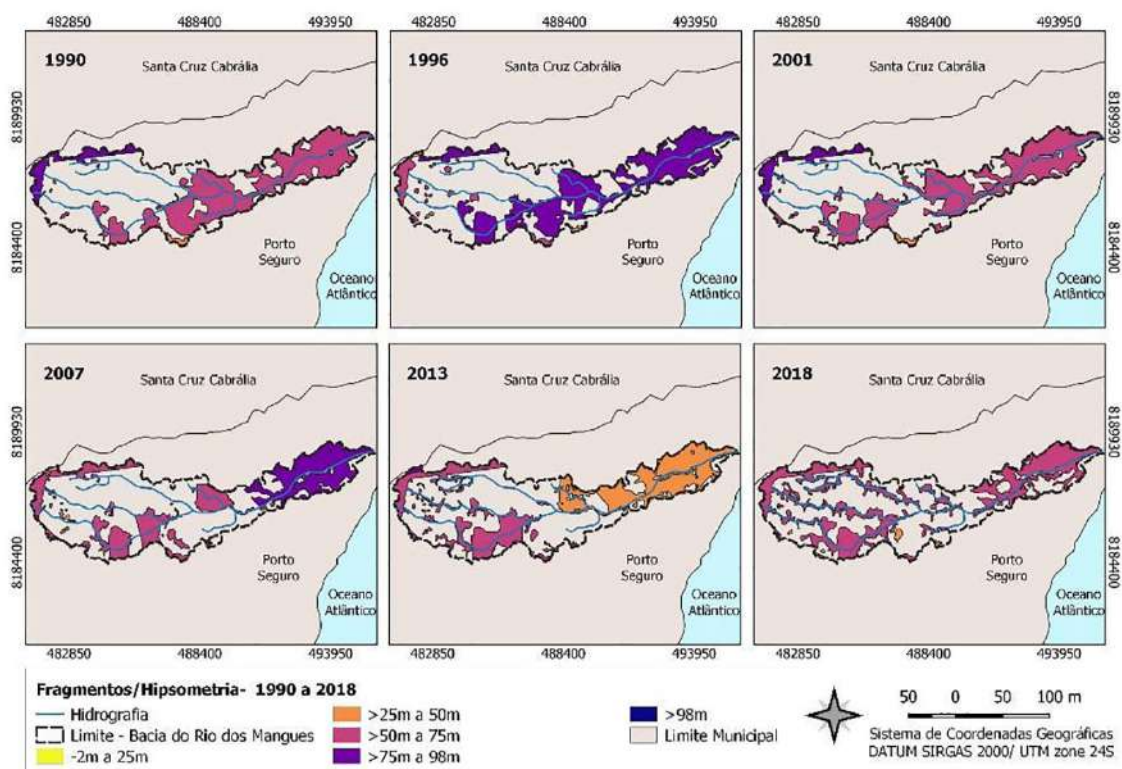 482850 488400 493950
1990
Santa Cruz Cabrália
Porto
Seguro
Oceano
Atlântico
8189930
8184400
1996
Santa Cruz Cabrália
Porto
Seguro
Oceano
Atlântico
482850 488400 493950
2001
Santa Cruz Cabrália
Porto
Seguro
Oceano
Atlântico
8189930
8184400
2007
Santa Cruz Cabrália
Porto
Seguro
Oceano
Atlântico
8189930
8184400
482850 488400 493950
2013
Santa Cruz Cabrália
Porto
Seguro
Oceano
Atlântico
482850 488400 493950
2018
Santa Cruz Cabrália
Porto
Seguro
Oceano
Atlântico
8189930
8184400
482850 488400 493950
482850 488400 493950
Fragmentos/Hipsometria- 1990 a 2018
Hidrografia
Limite - Bacia do Rio dos Mangues
-2m a 25m
>25m a 50m
>50m a 75m
>75m a 98m
>98m
Limite Municipal
50 0 50 100 m
Sistema de Coordenadas Geográficas
DATUM SIRGAS 2000/ UTM zone 24S